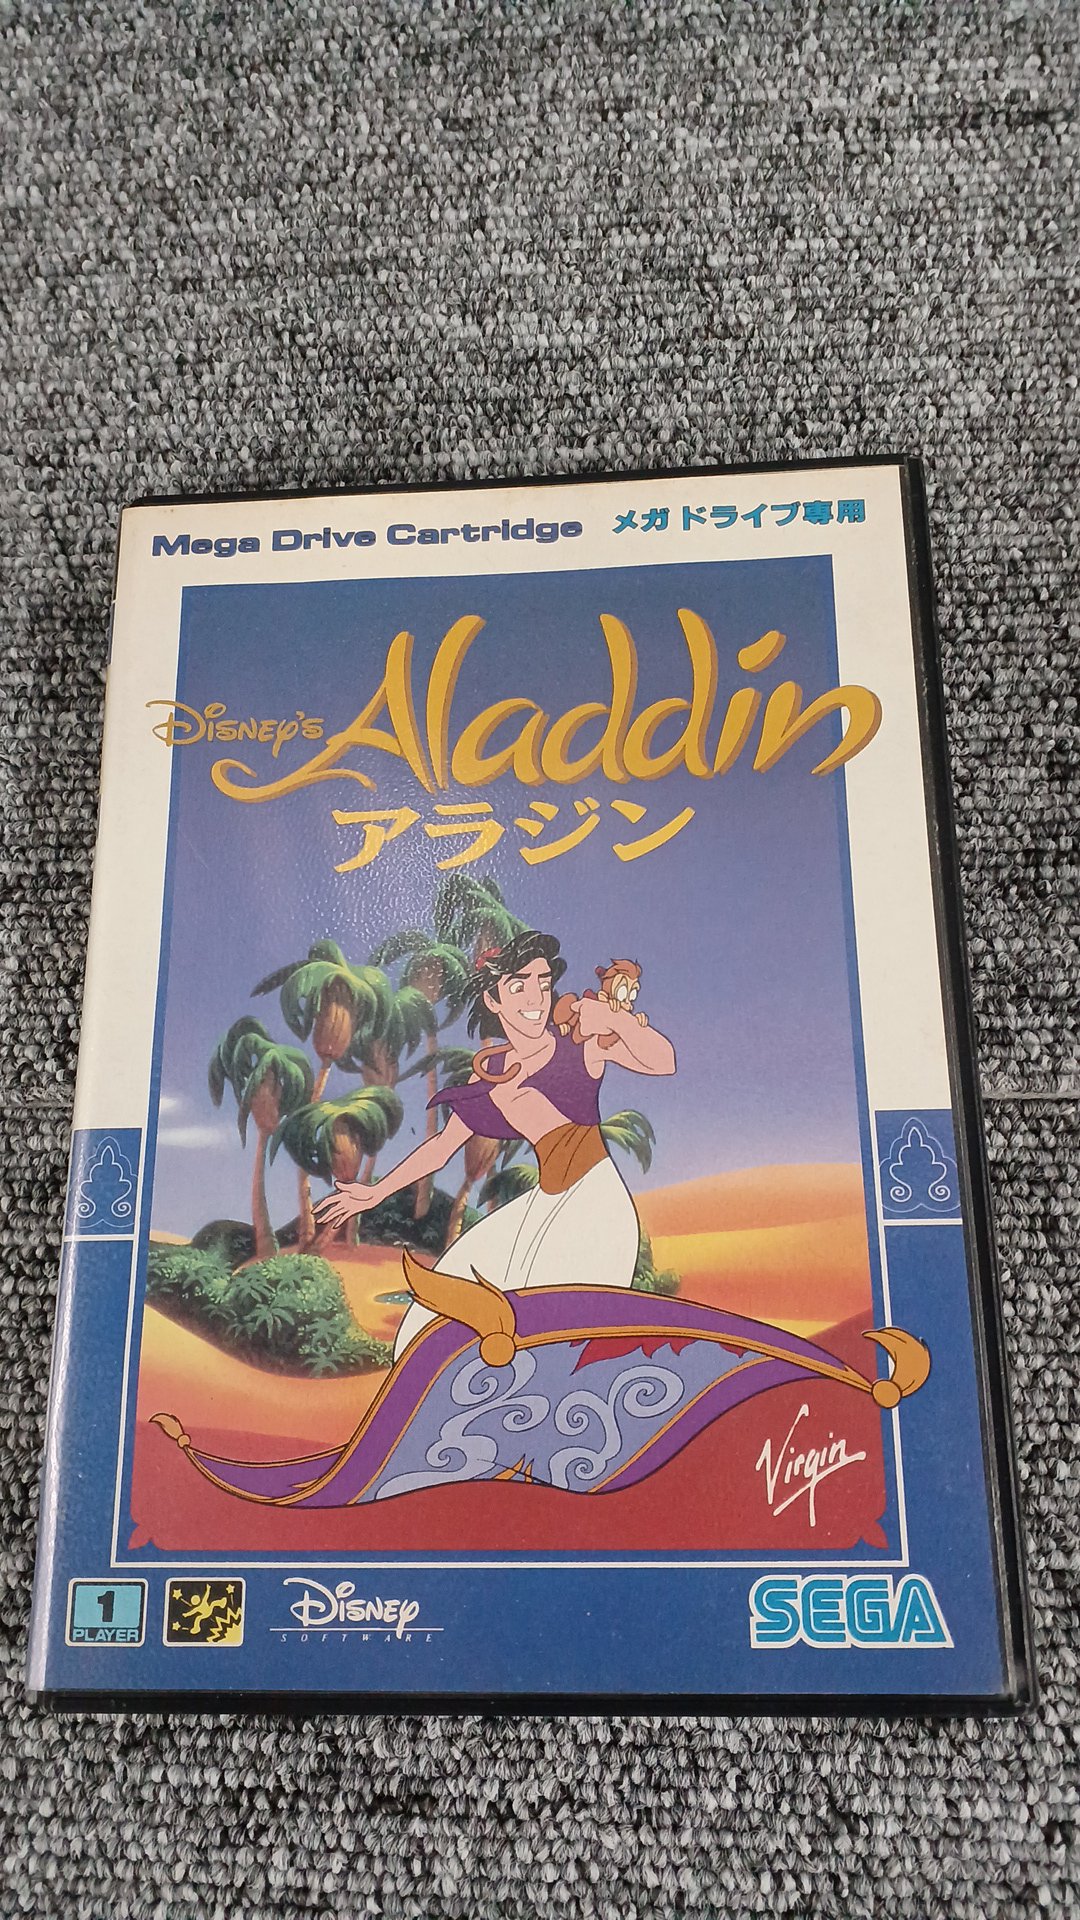 Mega Drive Cartridge メガドライブ専用
DISNEY'S Aladdin
アラジン
Virgin
1
PLAYER
DISNEY
SOFTWARE
SEGA